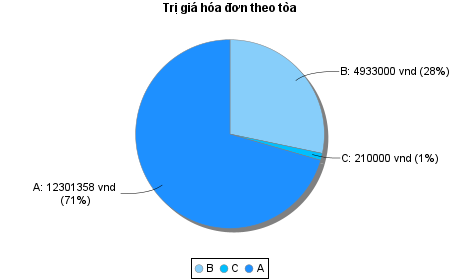 Trị giá hóa đơn theo tòa
B: 4933000 vnd (28%)
C: 210000 vnd (1%)
A: 12301358 vnd
(71%)
B C A